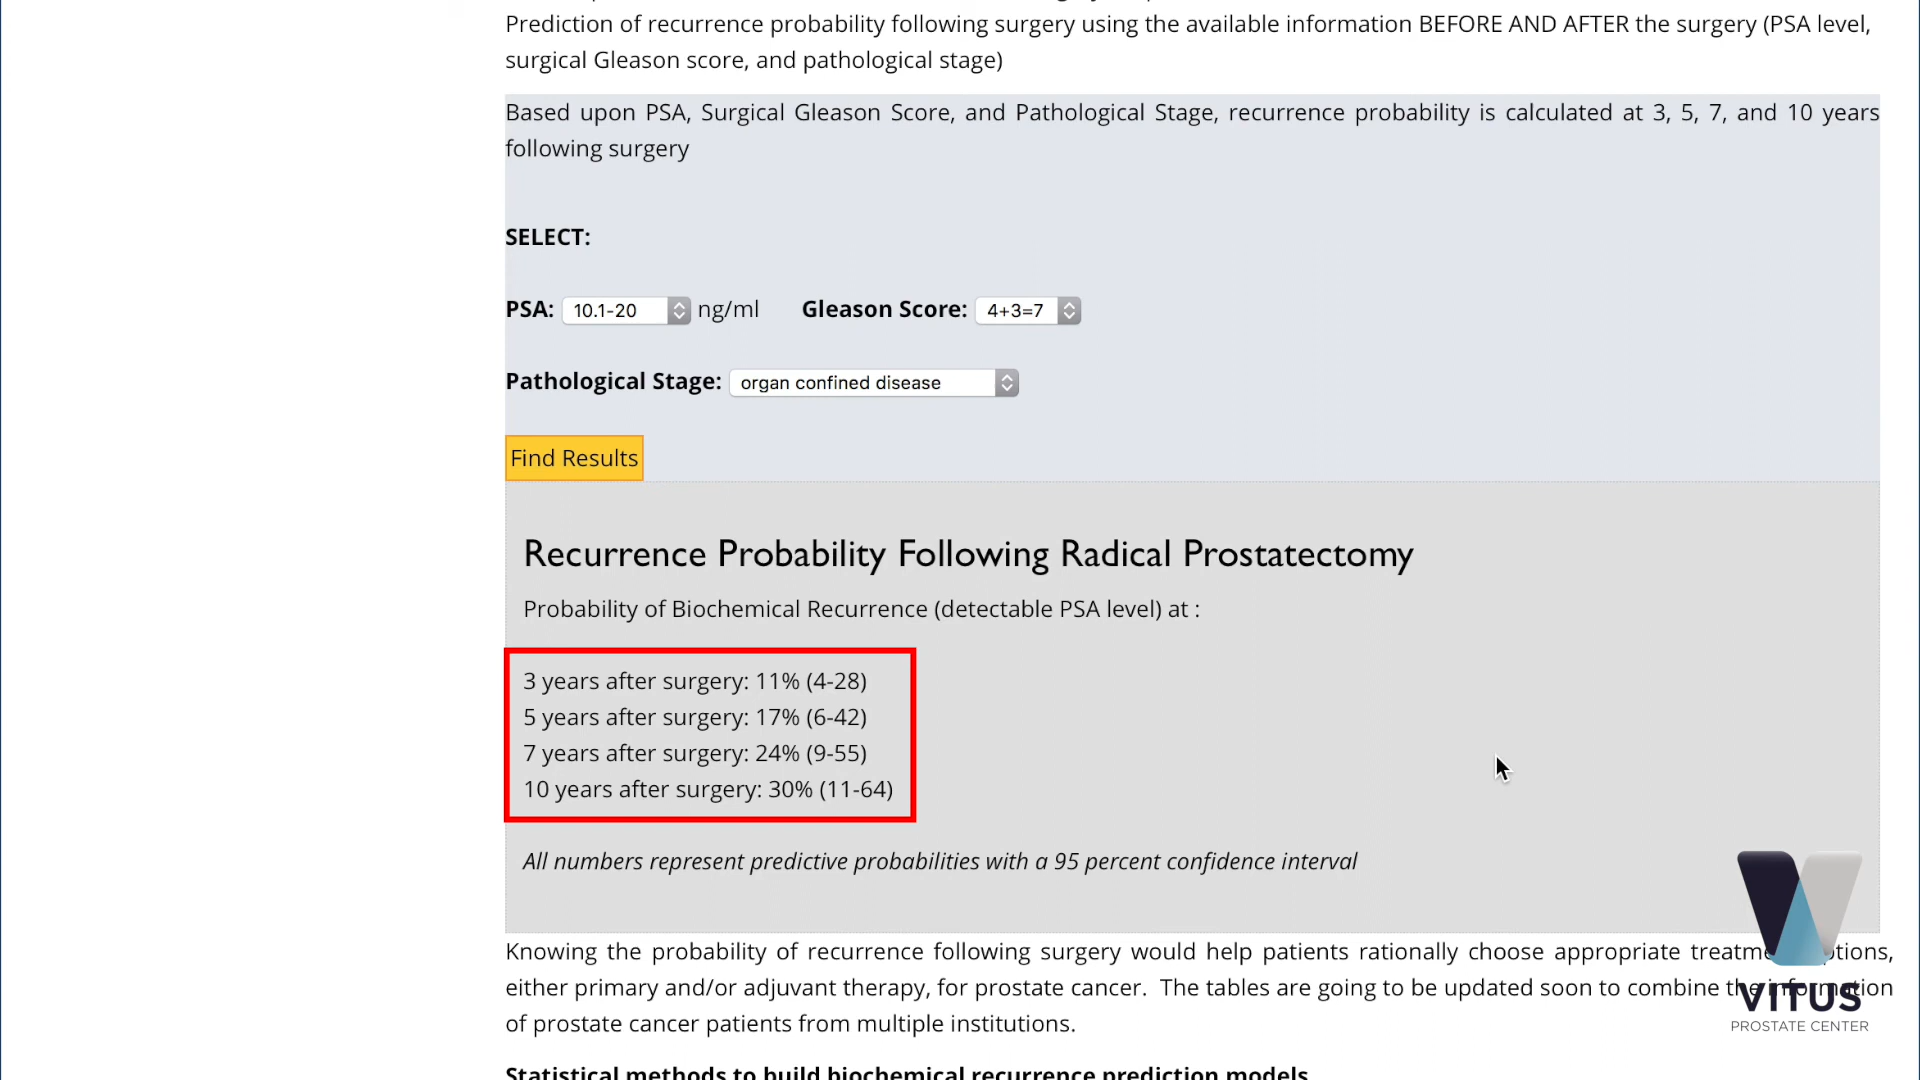 Prediction of recurrence probability following surgery using the available information BEFORE AND AFTER the surgery (PSA level,
surgical Gleason score, and pathological stage)
Based upon PSA, Surgical Gleason Score, and Pathological Stage, recurrence probability is calculated at 3, 5, 7, and 10 years
following surgery
SELECT:
PSA: 10.1-20 ng/ml Gleason Score: 4+3=7
Pathological Stage: organ confined disease
Find Results
Recurrence Probability Following Radical Prostatectomy
Probability of Biochemical Recurrence (detectable PSA level) at :
3 years after surgery: 11% (4-28)
5 years after surgery: 17% (6-42)
7 years after surgery: 24% (9-55)
10 years after surgery: 30% (11-64)
All numbers represent predictive probabilities with a 95 percent confidence interval
Knowing the probability of recurrence following surgery would help patients rationally choose appropriate treatment options,
either primary and/or adjuvant therapy, for prostate cancer. The tables are going to be updated soon to combine the information
of prostate cancer patients from multiple institutions.
Statistical methods to build biochemical recurrence prediction models
VITUS
PROSTATE CENTER